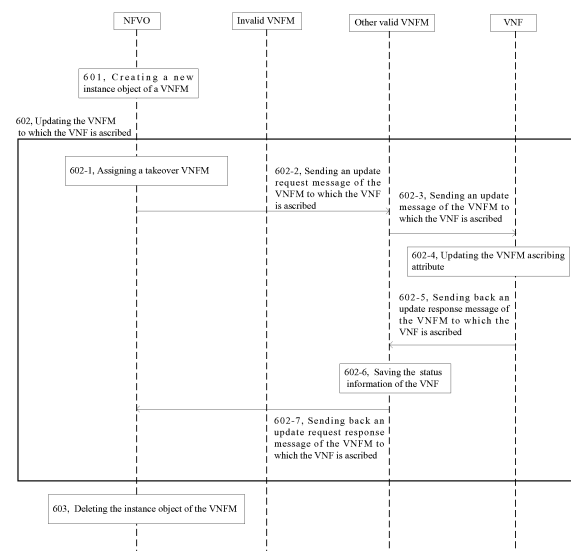 NFVO
Invalid VNFM
Other valid VNFM
VNF
601, Creating a new
instance object of a VNFM
602, Updating the VNFM
to which the VNF is ascribed
602-1, Assigning a takeover VNFM
602-2, Sending an update
request message of the
VNFM to which the VNF
is ascribed
602-3, Sending an update
message of the VNFM to
which the VNF is ascribed
602-4, Updating the VNFM ascribing
attribute
602-5, Sending back an
update response message of
the VNFM to which the
VNF is ascribed
602-6, Saving the status
information of the VNF
602-7, Sending back an
update request response
message of the VNFM to
which the VNF is ascribed
603, Deleting the instance object of the VNFM